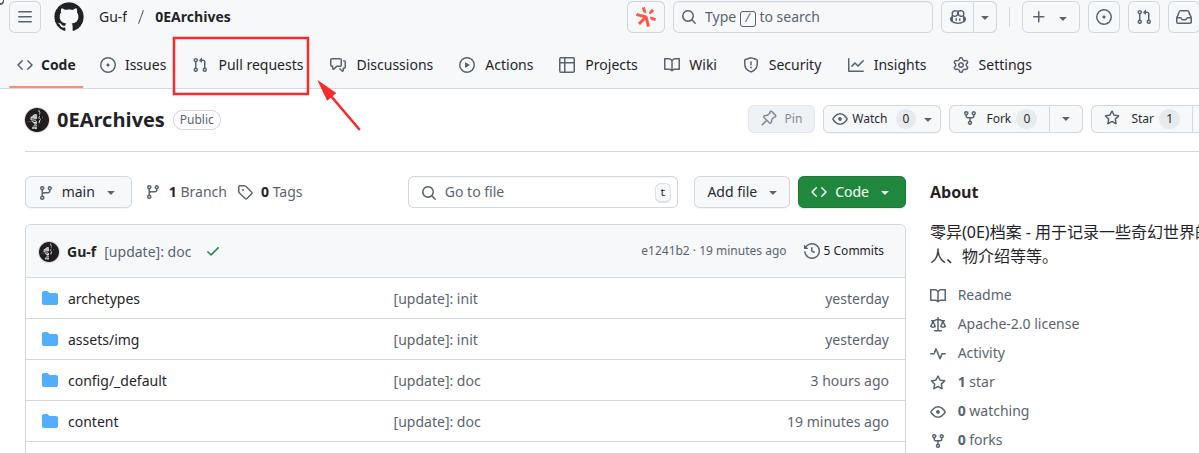 Gu-f / 0EArchives Type / to search
Code Issues Pull requests Discussions Actions Projects Wiki Security Insights Settings
0EArchives Public Pin Watch 0 Fork 0 Star 1
main 1 Branch 0 Tags Go to file t Add file Code
About
零异(0E)档案 - 用于记录一些奇幻世界的
人、物介绍等等。
Gu-f [update]: doc e1241b2 · 19 minutes ago 5 Commits
archetypes [update]: init yesterday
assets/img [update]: init yesterday
config/_default [update]: doc 3 hours ago
content [update]: doc 19 minutes ago
Readme
Apache-2.0 license
Activity
1 star
0 watching
0 forks